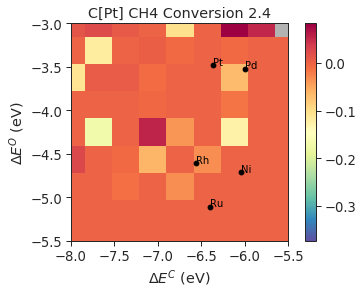 C[Pt] CH4 Conversion 2.4
−3.0
−3.5
−4.0
−4.5
−5.0
−5.5
ΔE^O (eV)
Pt
Pd
Rh
Ni
Ru
−8.0 −7.5 −7.0 −6.5 −6.0 −5.5
ΔE^C (eV)
0.0
−0.1
−0.2
−0.3